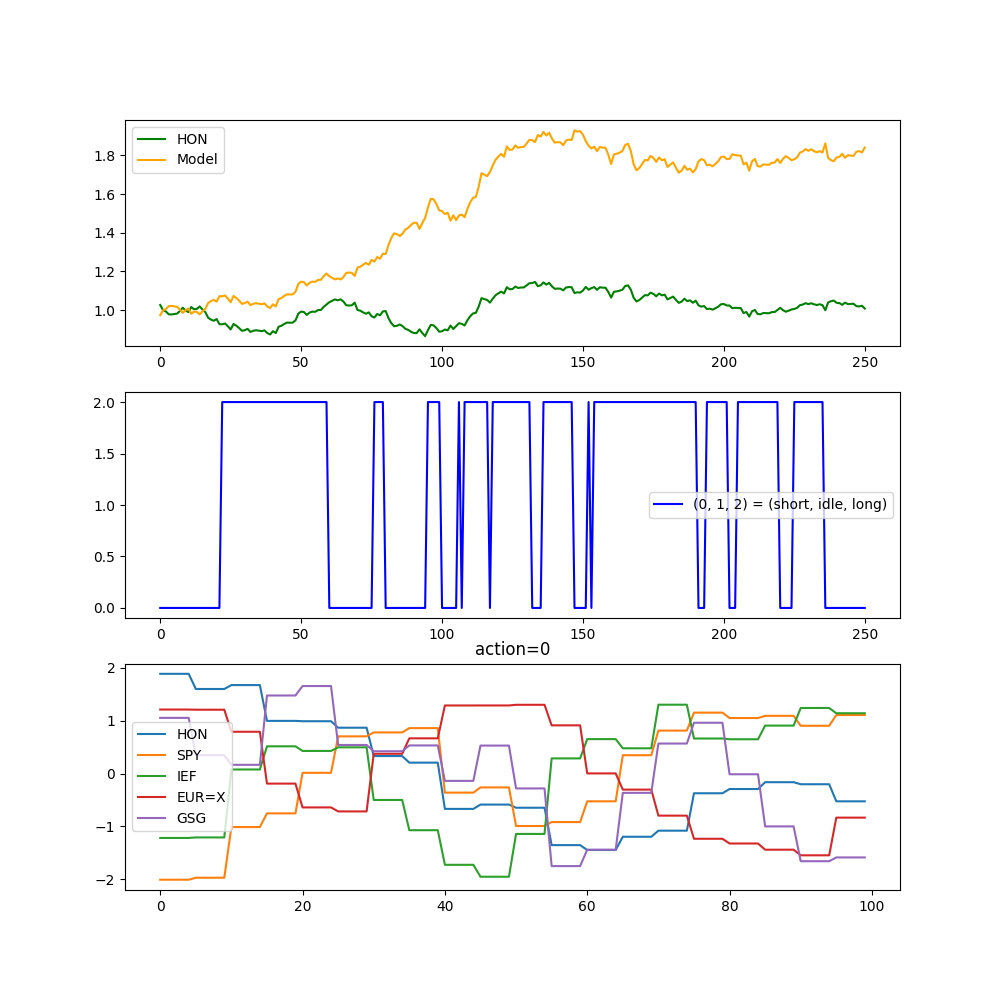 HON
Model
1.8
1.6
1.4
1.2
1.0
0 50 100 150 200 250
2.0
1.5
1.0
0.5
0.0
(0, 1, 2) = (short, idle, long)
0 50 100 150 200 250
action=0
2
1
0
−1
−2
HON
SPY
IEF
EUR=X
GSG
0 20 40 60 80 100